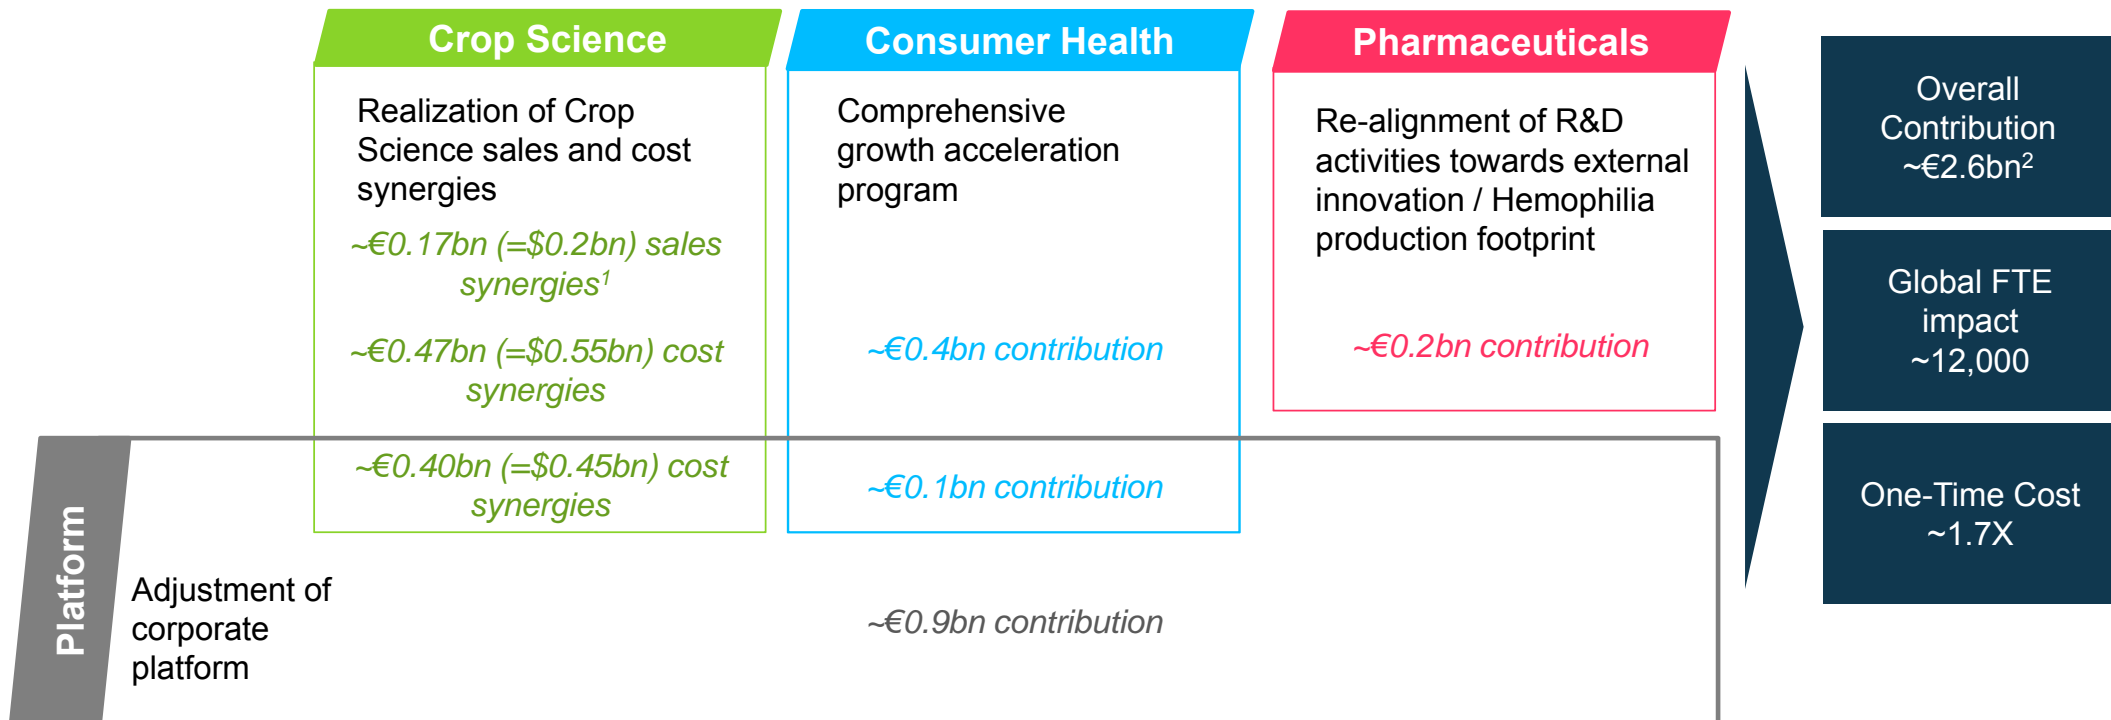 Crop Science
Realization of Crop
Science sales and cost
synergies
~€0.17bn (=$0.2bn) sales
synergies1
~€0.47bn (=$0.55bn) cost
synergies
~€0.40bn (=$0.45bn) cost
synergies
Consumer Health
Comprehensive
growth acceleration
program
~€0.4bn contribution
~€0.1bn contribution
Pharmaceuticals
Re-alignment of R&D
activities towards external
innovation / Hemophilia
production footprint
~€0.2bn contribution
Platform
Adjustment of
corporate
platform
~€0.9bn contribution
Overall
Contribution
~€2.6bn2
Global FTE
impact
~12,000
One-Time Cost
~1.7X